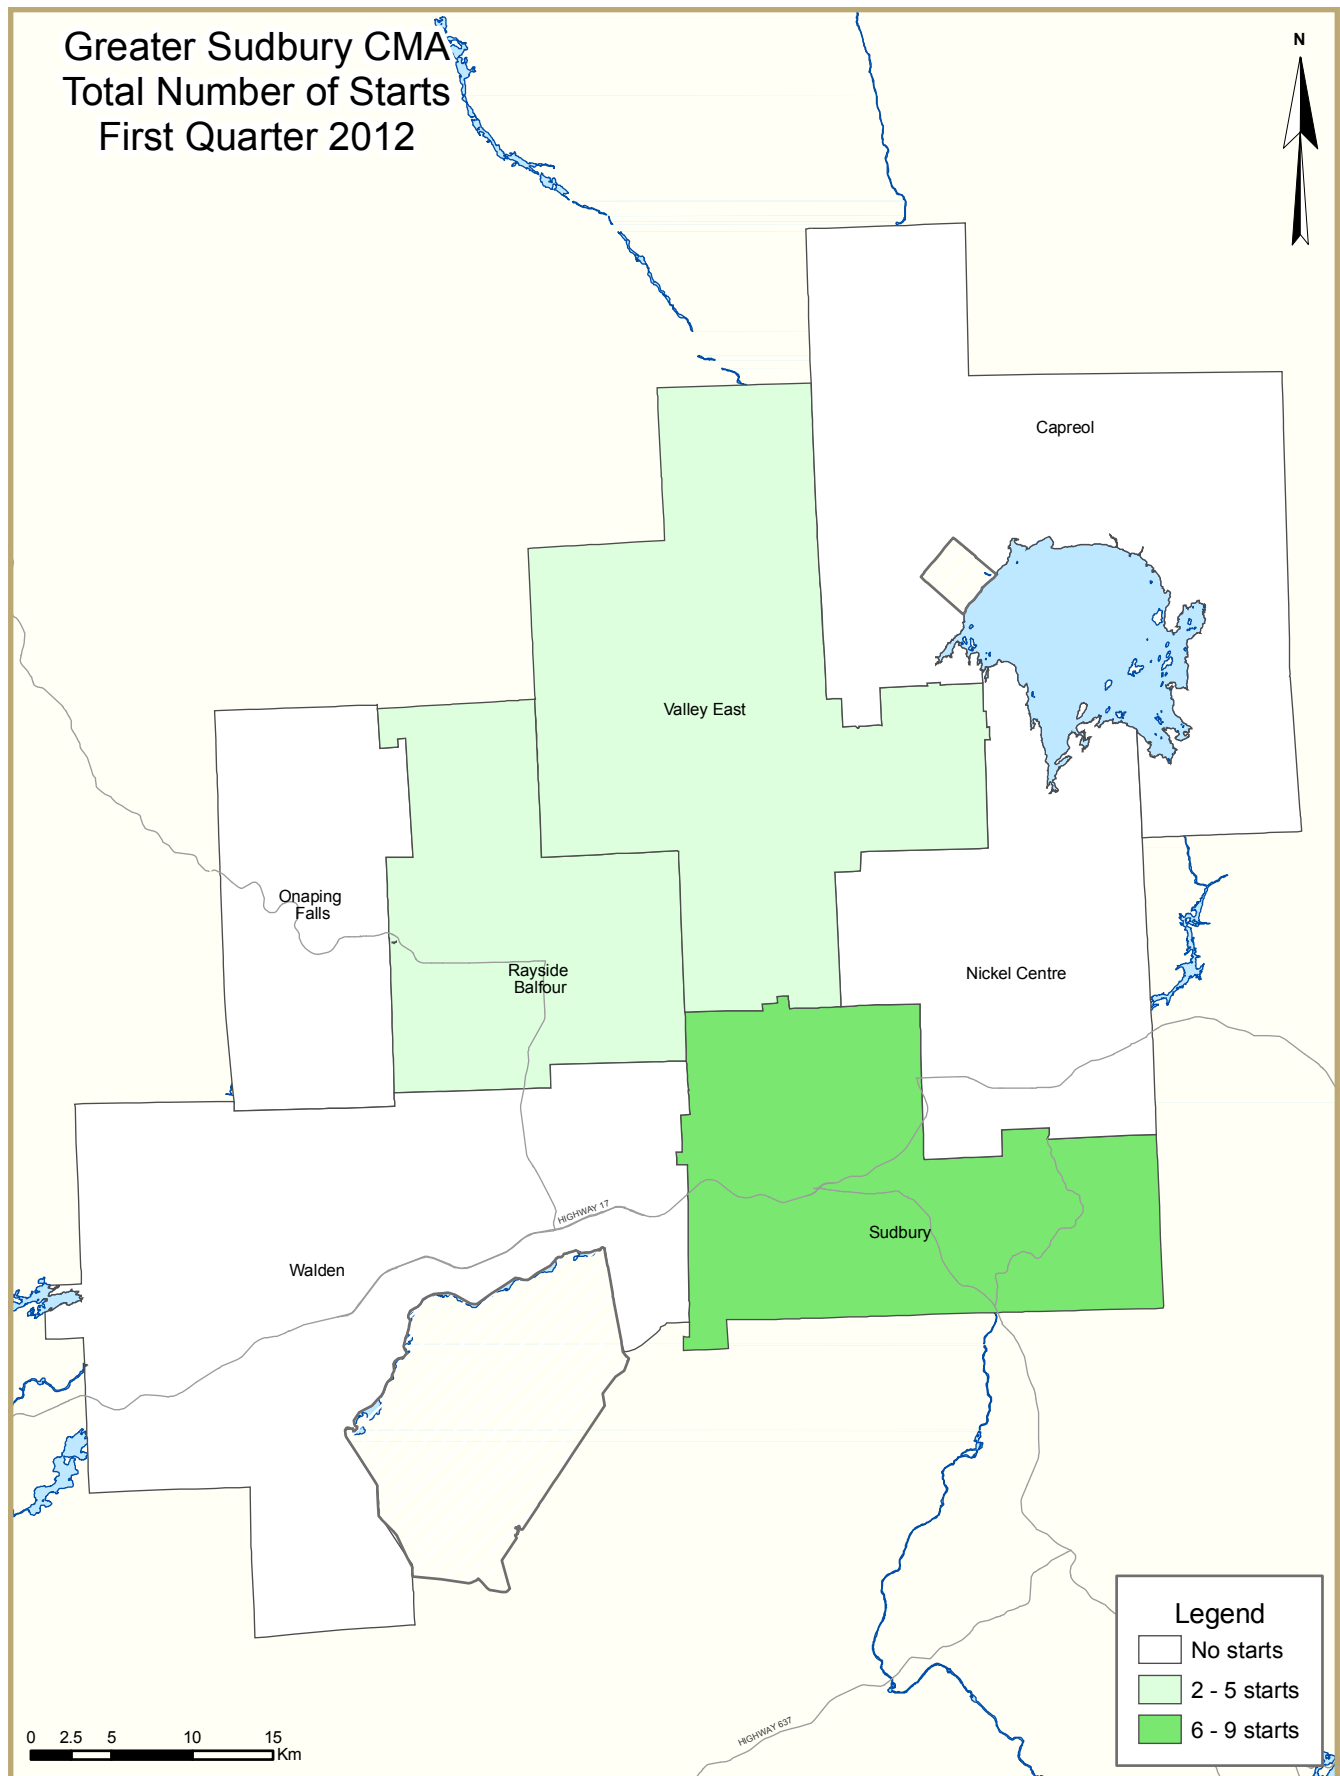 Greater Sudbury CMA
Total Number of Starts
First Quarter 2012
N
Capreol
Valley East
Onaping
Falls
Rayside
Balfour
Nickel Centre
HIGHWAY 17
Sudbury
Walden
Legend
No starts
2 - 5 starts
6 - 9 starts
HIGHWAY 637
0 2.5 5 10 15
Km